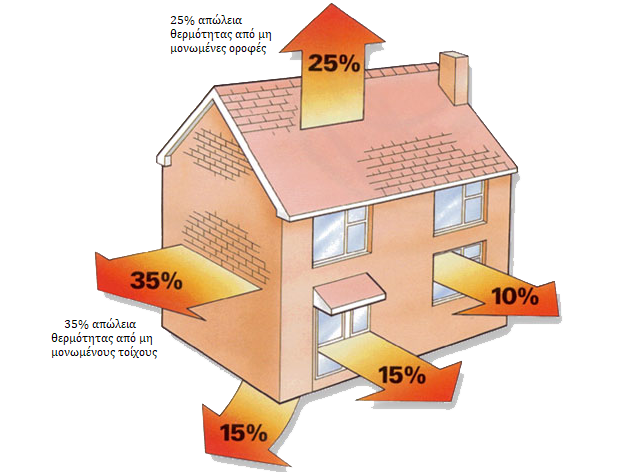 25% απώλεια
θερμότητας από μη
μονωμένες οροφές
25%
35%
10%
35% απώλεια
θερμότητας από μη
μονωμένους τοίχους
15%
15%